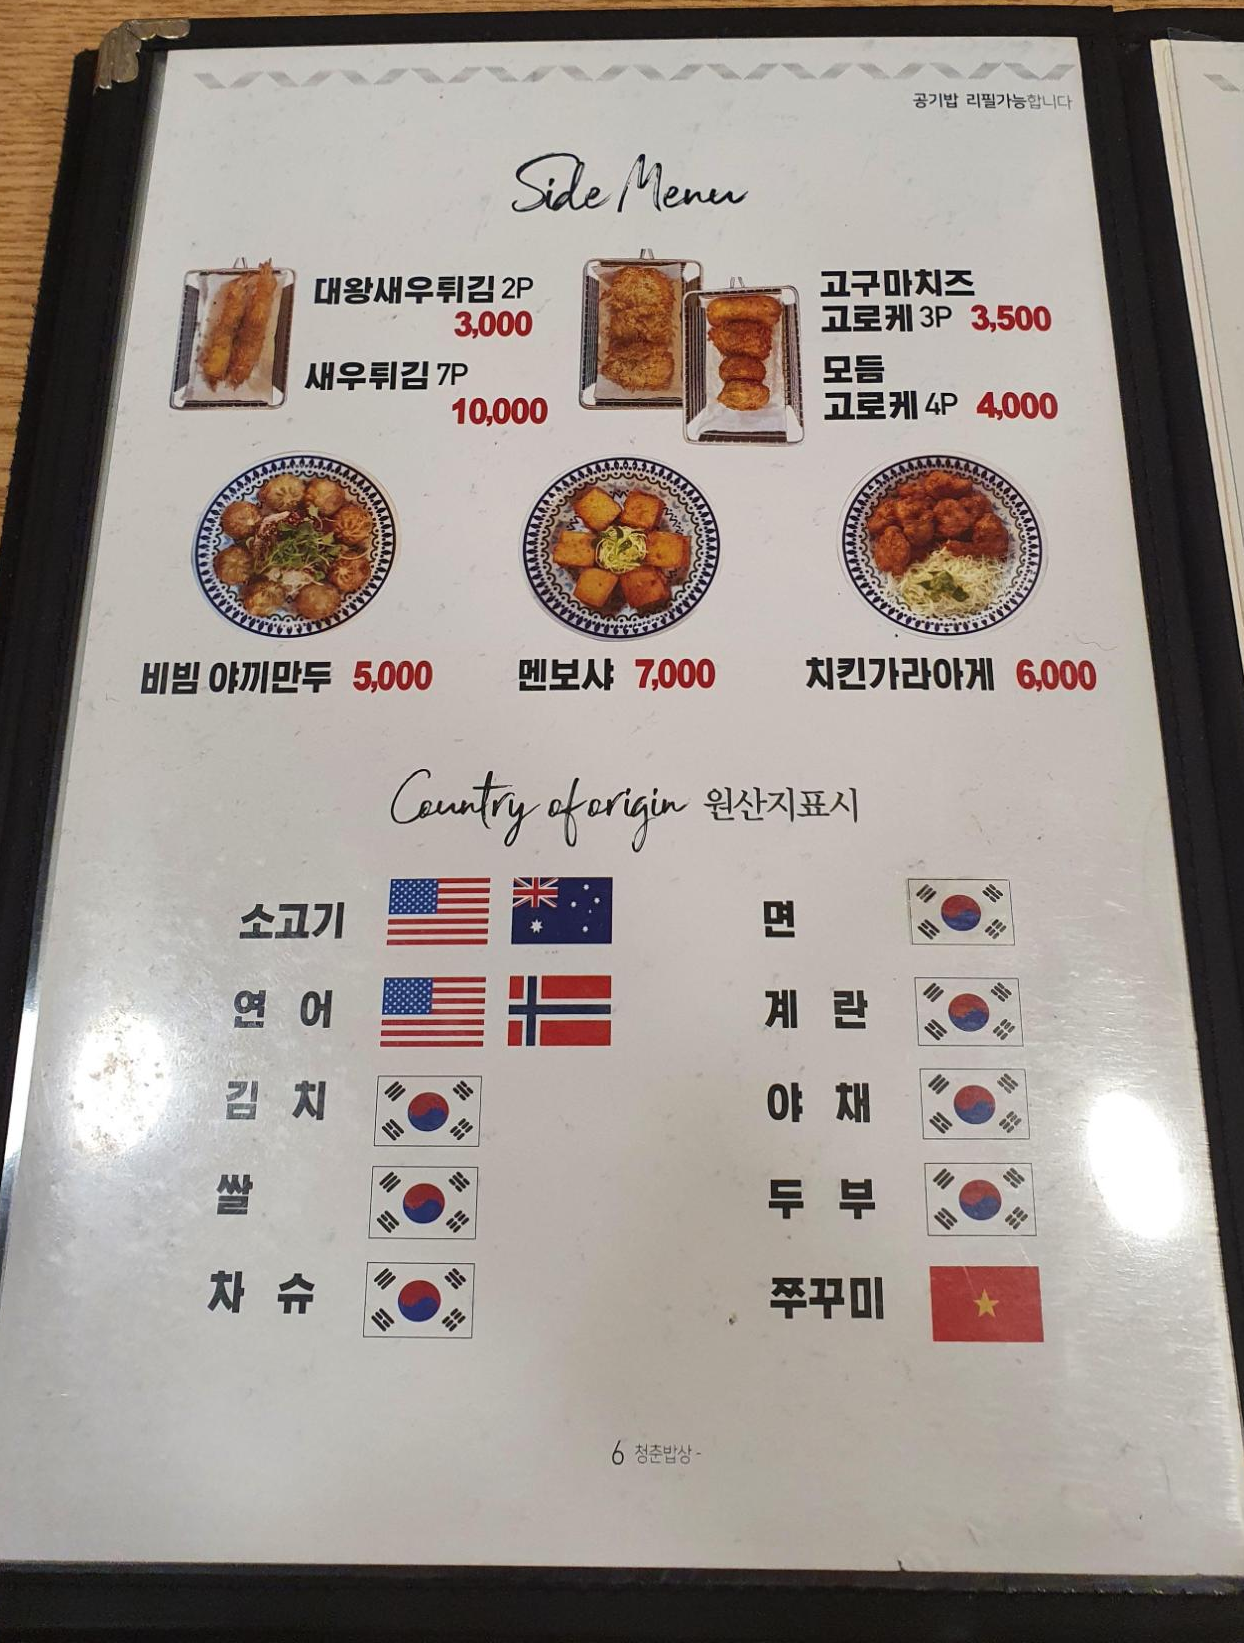 공기밥 리필가능합니다
Side Menu
대왕새우튀김 2P
3,000
새우튀김 7P
10,000
고구마치즈
고로케 3P 3,500
모듬
고로케 4P 4,000
비빔 야끼만두 5,000
멘보샤 7,000
치킨가라아게 6,000
Country of origin 원산지표시
소고기
연 어
김 치
쌀
차 슈
면
계 란
야 채
두 부
쭈꾸미
6 청춘밥상 -